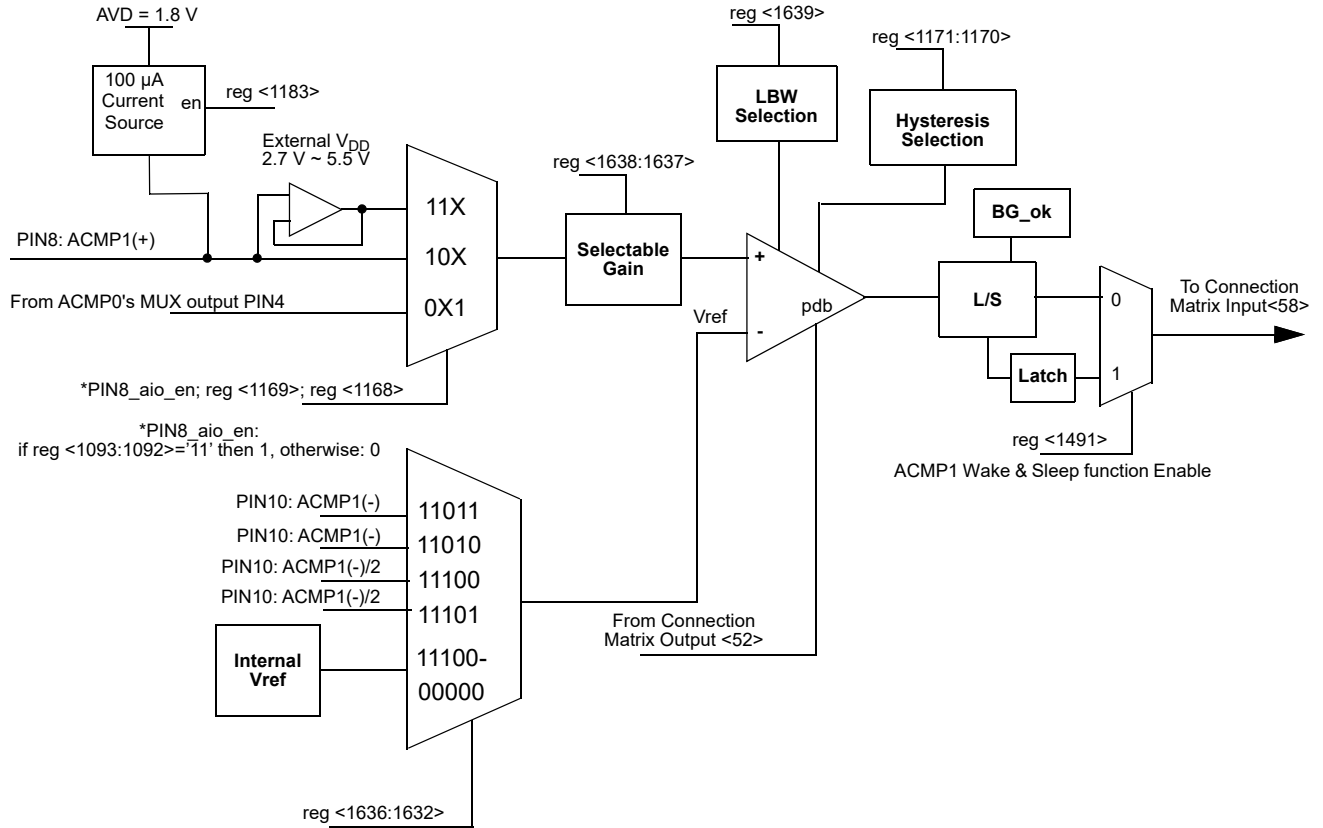 AVD = 1.8 V
100 µA
Current
Source
en
reg <1183>
External VDD
2.7 V ~ 5.5 V
PIN8: ACMP1(+)
From ACMP0's MUX output PIN4
11X
10X
0X1
*PIN8_aio_en; reg <1169>; reg <1168>
*PIN8_aio_en:
if reg <1093:1092>='11' then 1, otherwise: 0
reg <1638:1637>
Selectable
Gain
reg <1639>
LBW
Selection
reg <1171:1170>
Hysteresis
Selection
+
-
pdb
Vref
BG_ok
L/S
Latch
0
1
To Connection
Matrix Input<58>
reg <1491>
ACMP1 Wake & Sleep function Enable
PIN10: ACMP1(-)
PIN10: ACMP1(-)
PIN10: ACMP1(-)/2
PIN10: ACMP1(-)/2
11011
11010
11100
11101
11100-
00000
Internal
Vref
From Connection
Matrix Output <52>
reg <1636:1632>